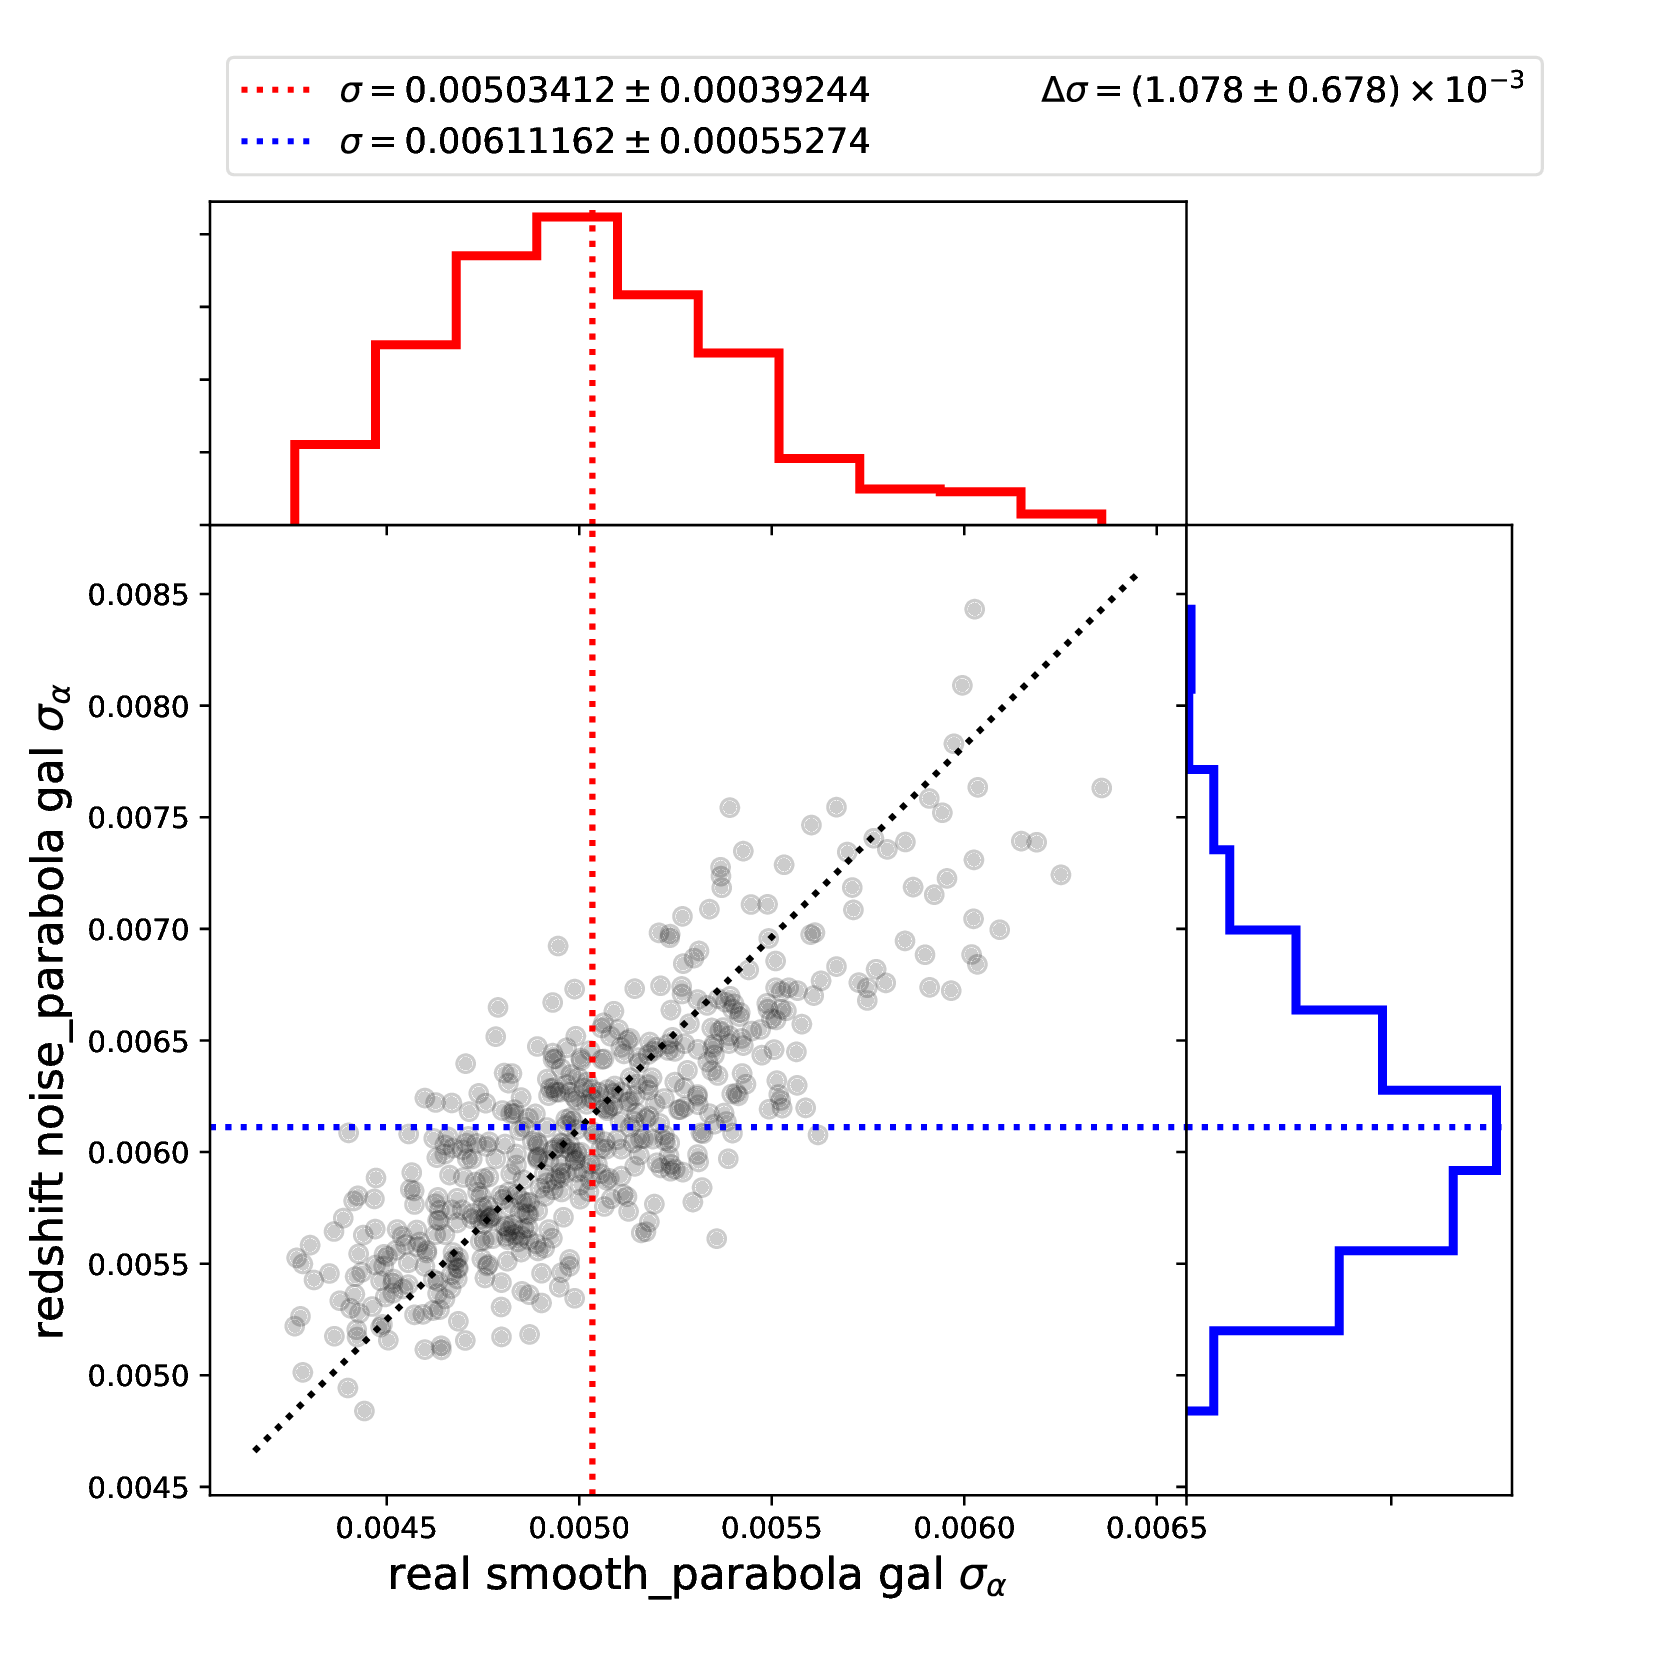 σ = 0.00503412 ± 0.00039244
σ = 0.00611162 ± 0.00055274
Δσ = (1.078 ± 0.678) × 10⁻³
0.0085
0.0080
0.0075
0.0070
0.0065
0.0060
0.0055
0.0050
0.0045
redshift noise_parabola gal σ_α
0.0045 0.0050 0.0055 0.0060 0.0065
real smooth_parabola gal σ_α